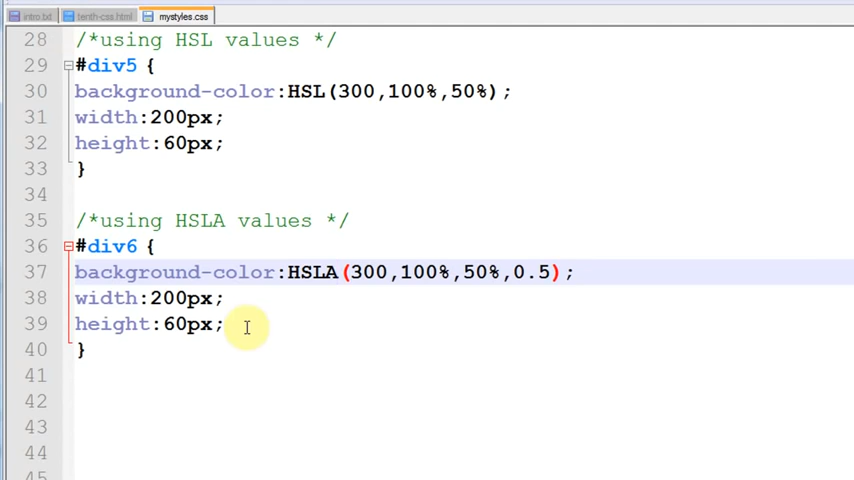 intro.txt tenth-css.html mystyles.css
28 /*using HSL values */
29 #div5 {
30 background-color:HSL(300,100%,50%);
31 width:200px;
32 height:60px;
33 }
34
35 /*using HSLA values */
36 #div6 {
37 background-color:HSLA(300,100%,50%,0.5);
38 width:200px;
39 height:60px;
40 }
41
42
43
44
45